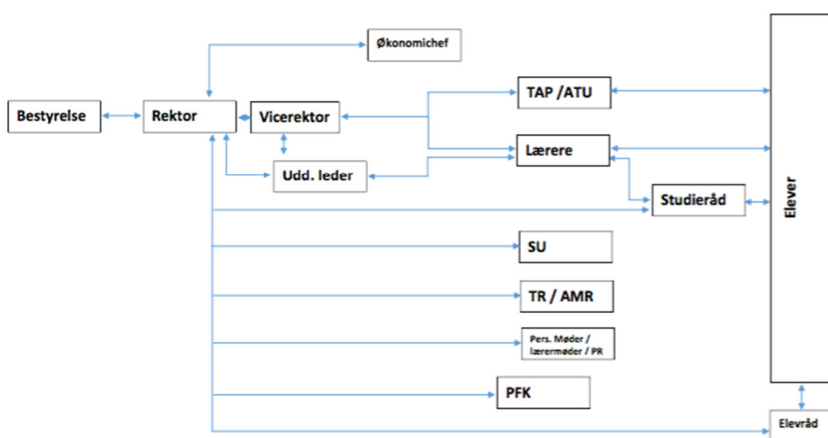 Økonomichef
Bestyrelse
Rektor
Vicerektor
TAP /ATU
Lærere
Udd. leder
Studieråd
Elever
SU
TR / AMR
Pers. Møder /
lærermøder / PR
PFK
Elevråd